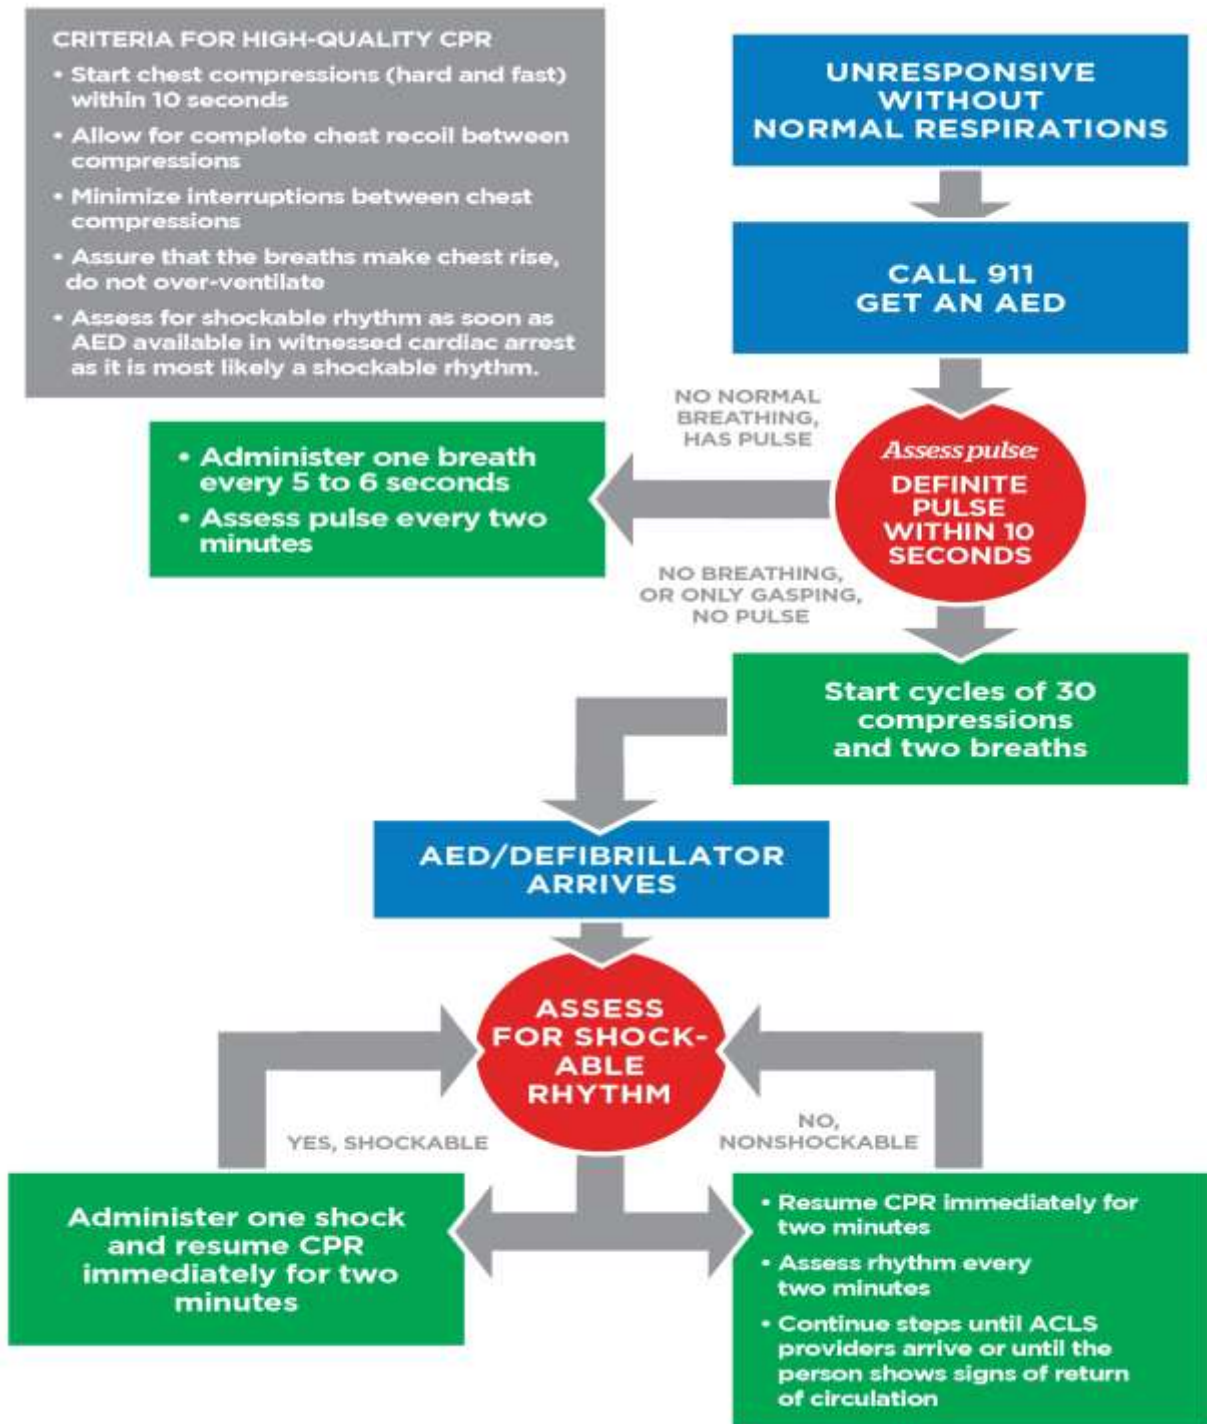 CRITERIA FOR HIGH-QUALITY CPR
• Start chest compressions (hard and fast)
within 10 seconds
• Allow for complete chest recoil between
compressions
• Minimize interruptions between chest
compressions
• Assure that the breaths make chest rise,
do not over-ventilate
• Assess for shockable rhythm as soon as
AED available in witnessed cardiac arrest
as it is most likely a shockable rhythm.
UNRESPONSIVE
WITHOUT
NORMAL RESPIRATIONS
CALL 911
GET AN AED
NO NORMAL
BREATHING,
HAS PULSE
Assess pulse:
DEFINITE
PULSE
WITHIN 10
SECONDS
• Administer one breath
every 5 to 6 seconds
• Assess pulse every two
minutes
NO BREATHING,
OR ONLY GASPING,
NO PULSE
Start cycles of 30
compressions
and two breaths
AED/DEFIBRILLATOR
ARRIVES
ASSESS
FOR SHOCK-
ABLE
RHYTHM
YES, SHOCKABLE
NO,
NONSHOCKABLE
Administer one shock
and resume CPR
immediately for two
minutes
• Resume CPR immediately for
two minutes
• Assess rhythm every
two minutes
• Continue steps until ACLS
providers arrive or until the
person shows signs of return
of circulation